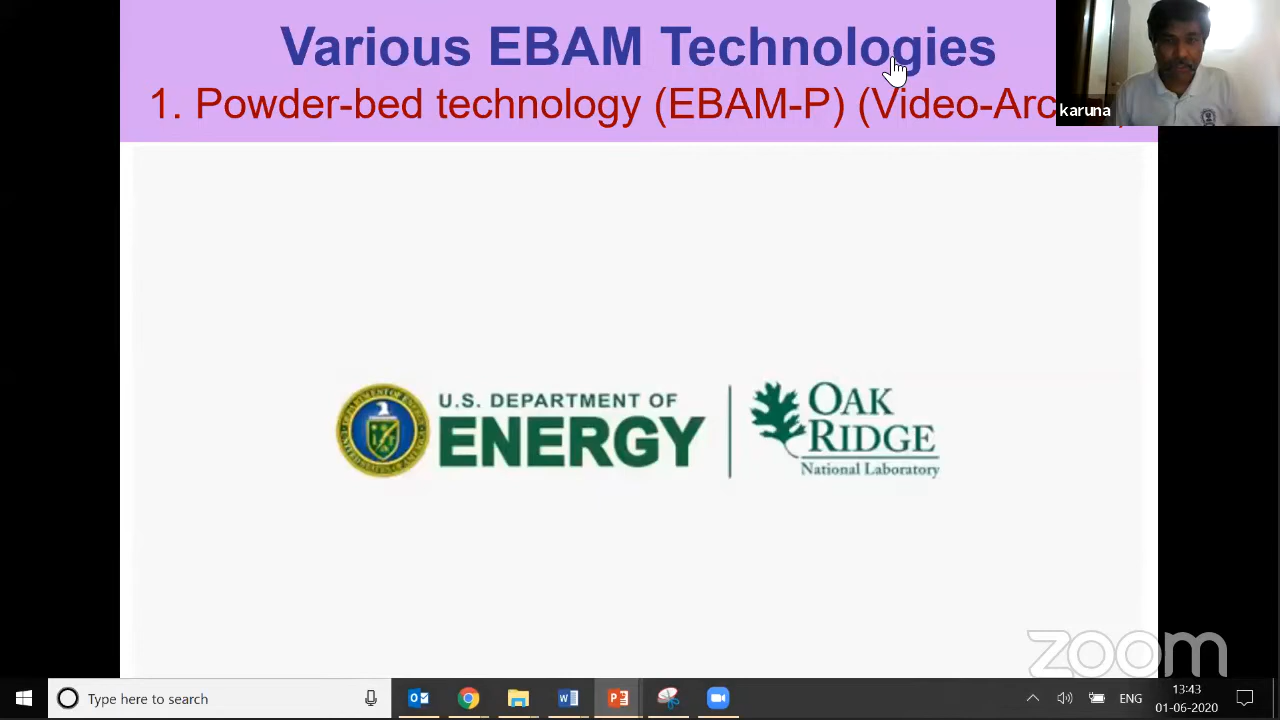 Various EBAM Technologies
1. Powder-bed technology (EBAM-P) (Video-Arc
karuna
U.S. DEPARTMENT OF
ENERGY
OAK
RIDGE
National Laboratory
zoom
Type here to search
ENG
13:43
01-06-2020